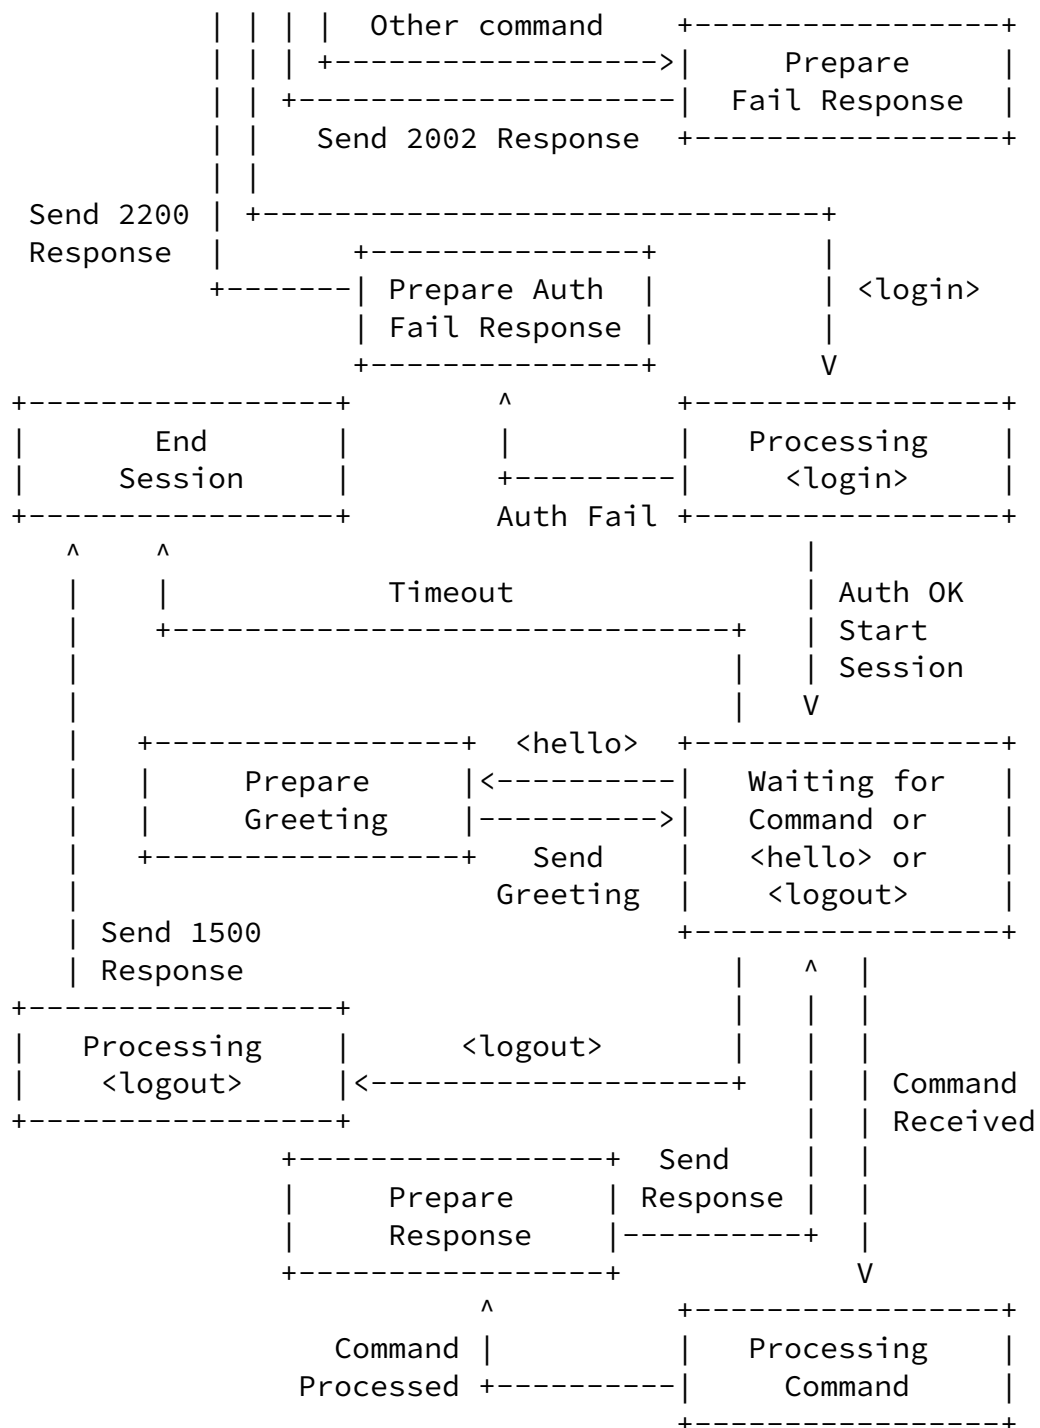 Other command
Prepare
Fail Response
Send 2002 Response
Send 2200
Response
Prepare Auth
Fail Response
<login>
End
Session
Processing
<login>
Auth Fail
Timeout
Auth OK
Start
Session
<hello>
Prepare
Greeting
Waiting for
Command or
<hello> or
<logout>
Send
Greeting
Send 1500
Response
Processing
<logout>
<logout>
Command
Received
Prepare
Response
Send
Response
Command
Processed
Processing
Command